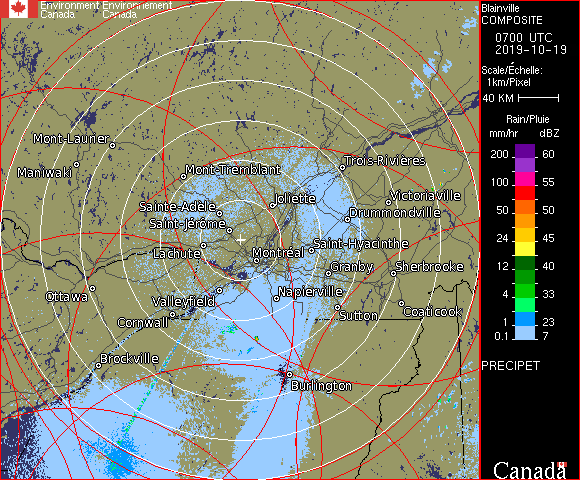 Environment Environnement
Canada Canada
Blainville
COMPOSITE
0700 UTC
2019-10-19
Scale/Échelle:
1km/Pixel
40 KM
Rain/Pluie
mm/hr dBZ
200 60
100 55
50 50
24 45
12 40
4 33
1 23
0.1 7
PRECIPET
Canada
Mont-Laurier
Maniwaki
Mont-Tremblant
Trois-Rivières
Joliette
Victoriaville
Sainte-Adèle
Drummondville
Saint-Jérôme
Saint-Hyacinthe
Lachute
Montréal
Granby
Sherbrooke
Ottawa
Valleyfield
Napierville
Coaticook
Cornwall
Sutton
Brockville
Burlington